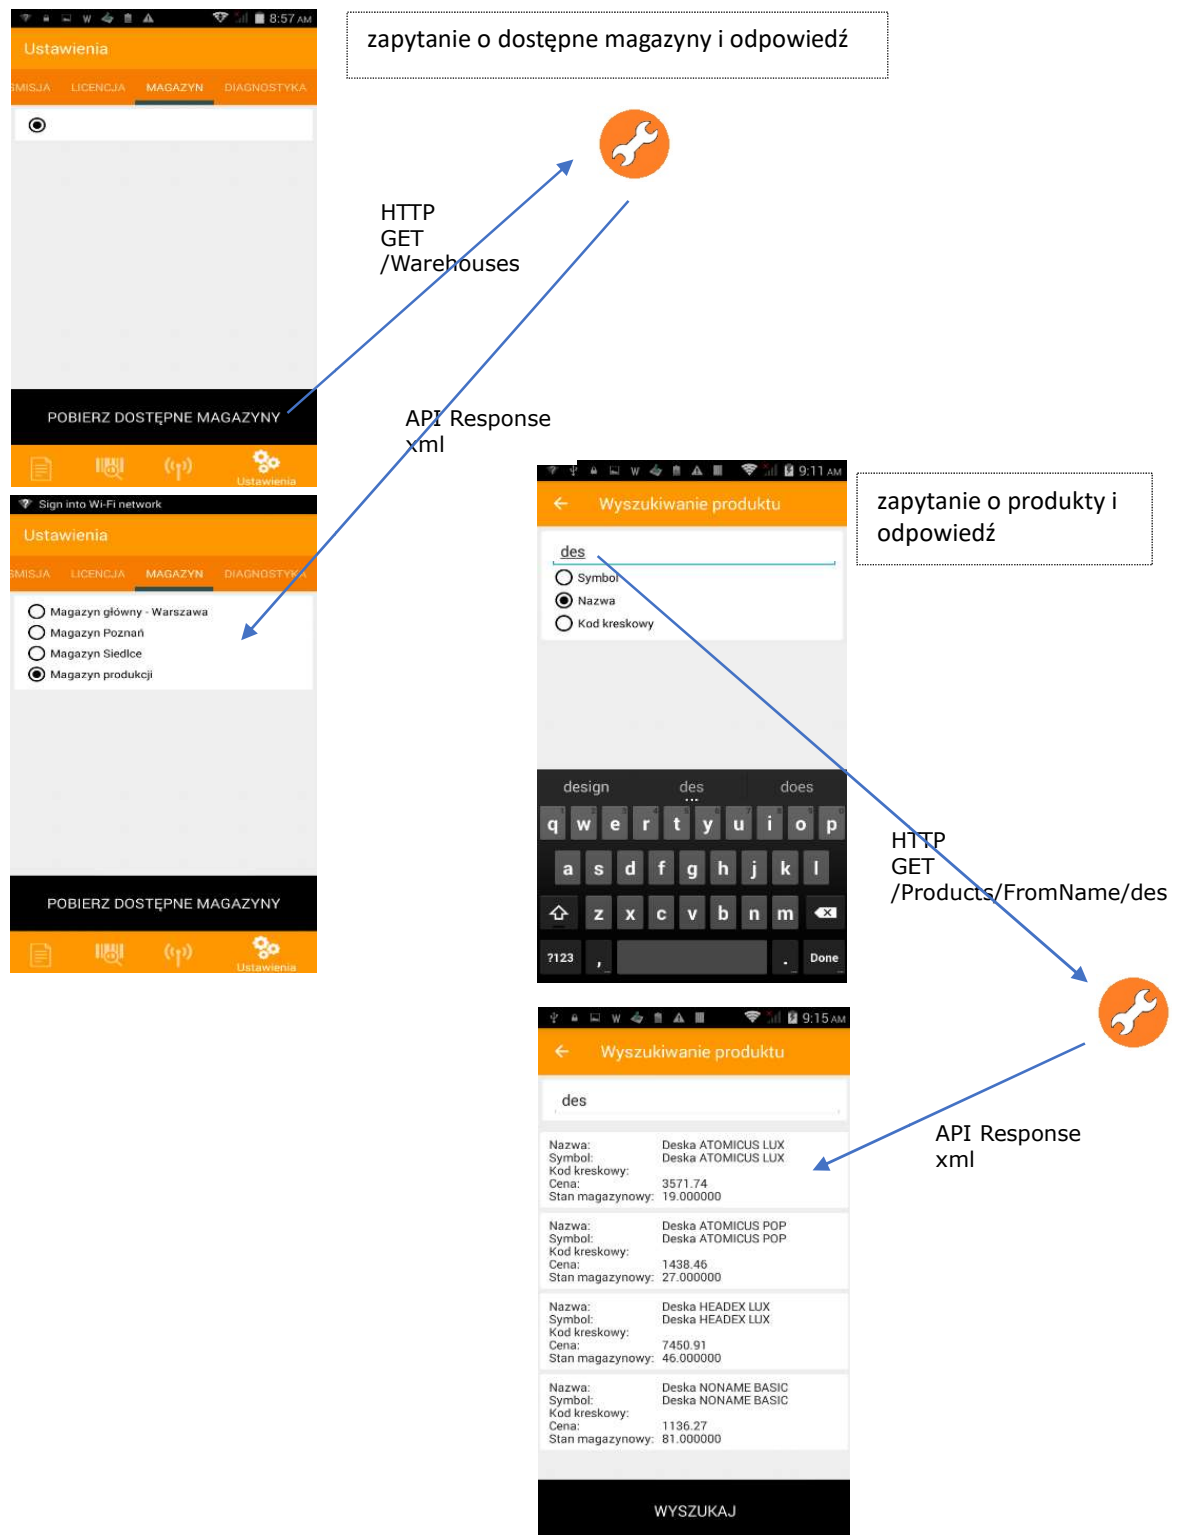 8:57 AM
Ustawienia
MISJA LICENCJA MAGAZYN DIAGNOSTYKA
POBIERZ DOSTĘPNE MAGAZYNY
Ustawienia
zapytanie o dostępne magazyny i odpowiedź
HTTP
GET
/Warehouses
API Response
xml
Sign into Wi-Fi network
Ustawienia
MISJA LICENCJA MAGAZYN DIAGNOSTYKA
Magazyn główny - Warszawa
Magazyn Poznań
Magazyn Siedlce
Magazyn produkcji
POBIERZ DOSTĘPNE MAGAZYNY
Ustawienia
9:11 AM
Wyszukiwanie produktu
des
Symbol
Nazwa
Kod kreskowy
design des does
q w e r t y u i o p
a s d f g h j k l
z x c v b n m
?123 , . Done
zapytanie o produkty i
odpowiedź
HTTP
GET
/Products/FromName/des
API Response
xml
9:15 AM
Wyszukiwanie produktu
des
Nazwa: Deska ATOMICUS LUX
Symbol: Deska ATOMICUS LUX
Kod kreskowy:
Cena: 3571.74
Stan magazynowy: 19.000000
Nazwa: Deska ATOMICUS POP
Symbol: Deska ATOMICUS POP
Kod kreskowy:
Cena: 1438.46
Stan magazynowy: 27.000000
Nazwa: Deska HEADEX LUX
Symbol: Deska HEADEX LUX
Kod kreskowy:
Cena: 7450.91
Stan magazynowy: 46.000000
Nazwa: Deska NONAME BASIC
Symbol: Deska NONAME BASIC
Kod kreskowy:
Cena: 1136.27
Stan magazynowy: 81.000000
WYSZUKAJ